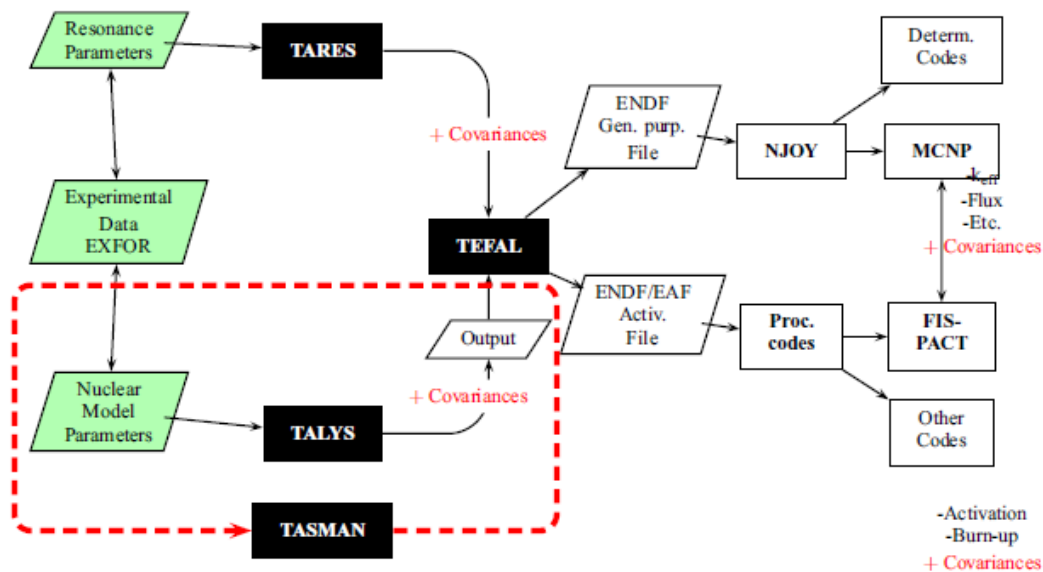 Resonance
Parameters
TARES
+ Covariances
ENDF
Gen. purp.
File
NJOY
Determ.
Codes
MCNP
-keff
-Flux
-Etc.
+ Covariances
Experimental
Data
EXFOR
TEFAL
ENDF/EAF
Activ.
File
Proc.
codes
FIS-
PACT
Output
+ Covariances
Nuclear
Model
Parameters
TALYS
Other
Codes
TASMAN
-Activation
-Burn-up
+ Covariances